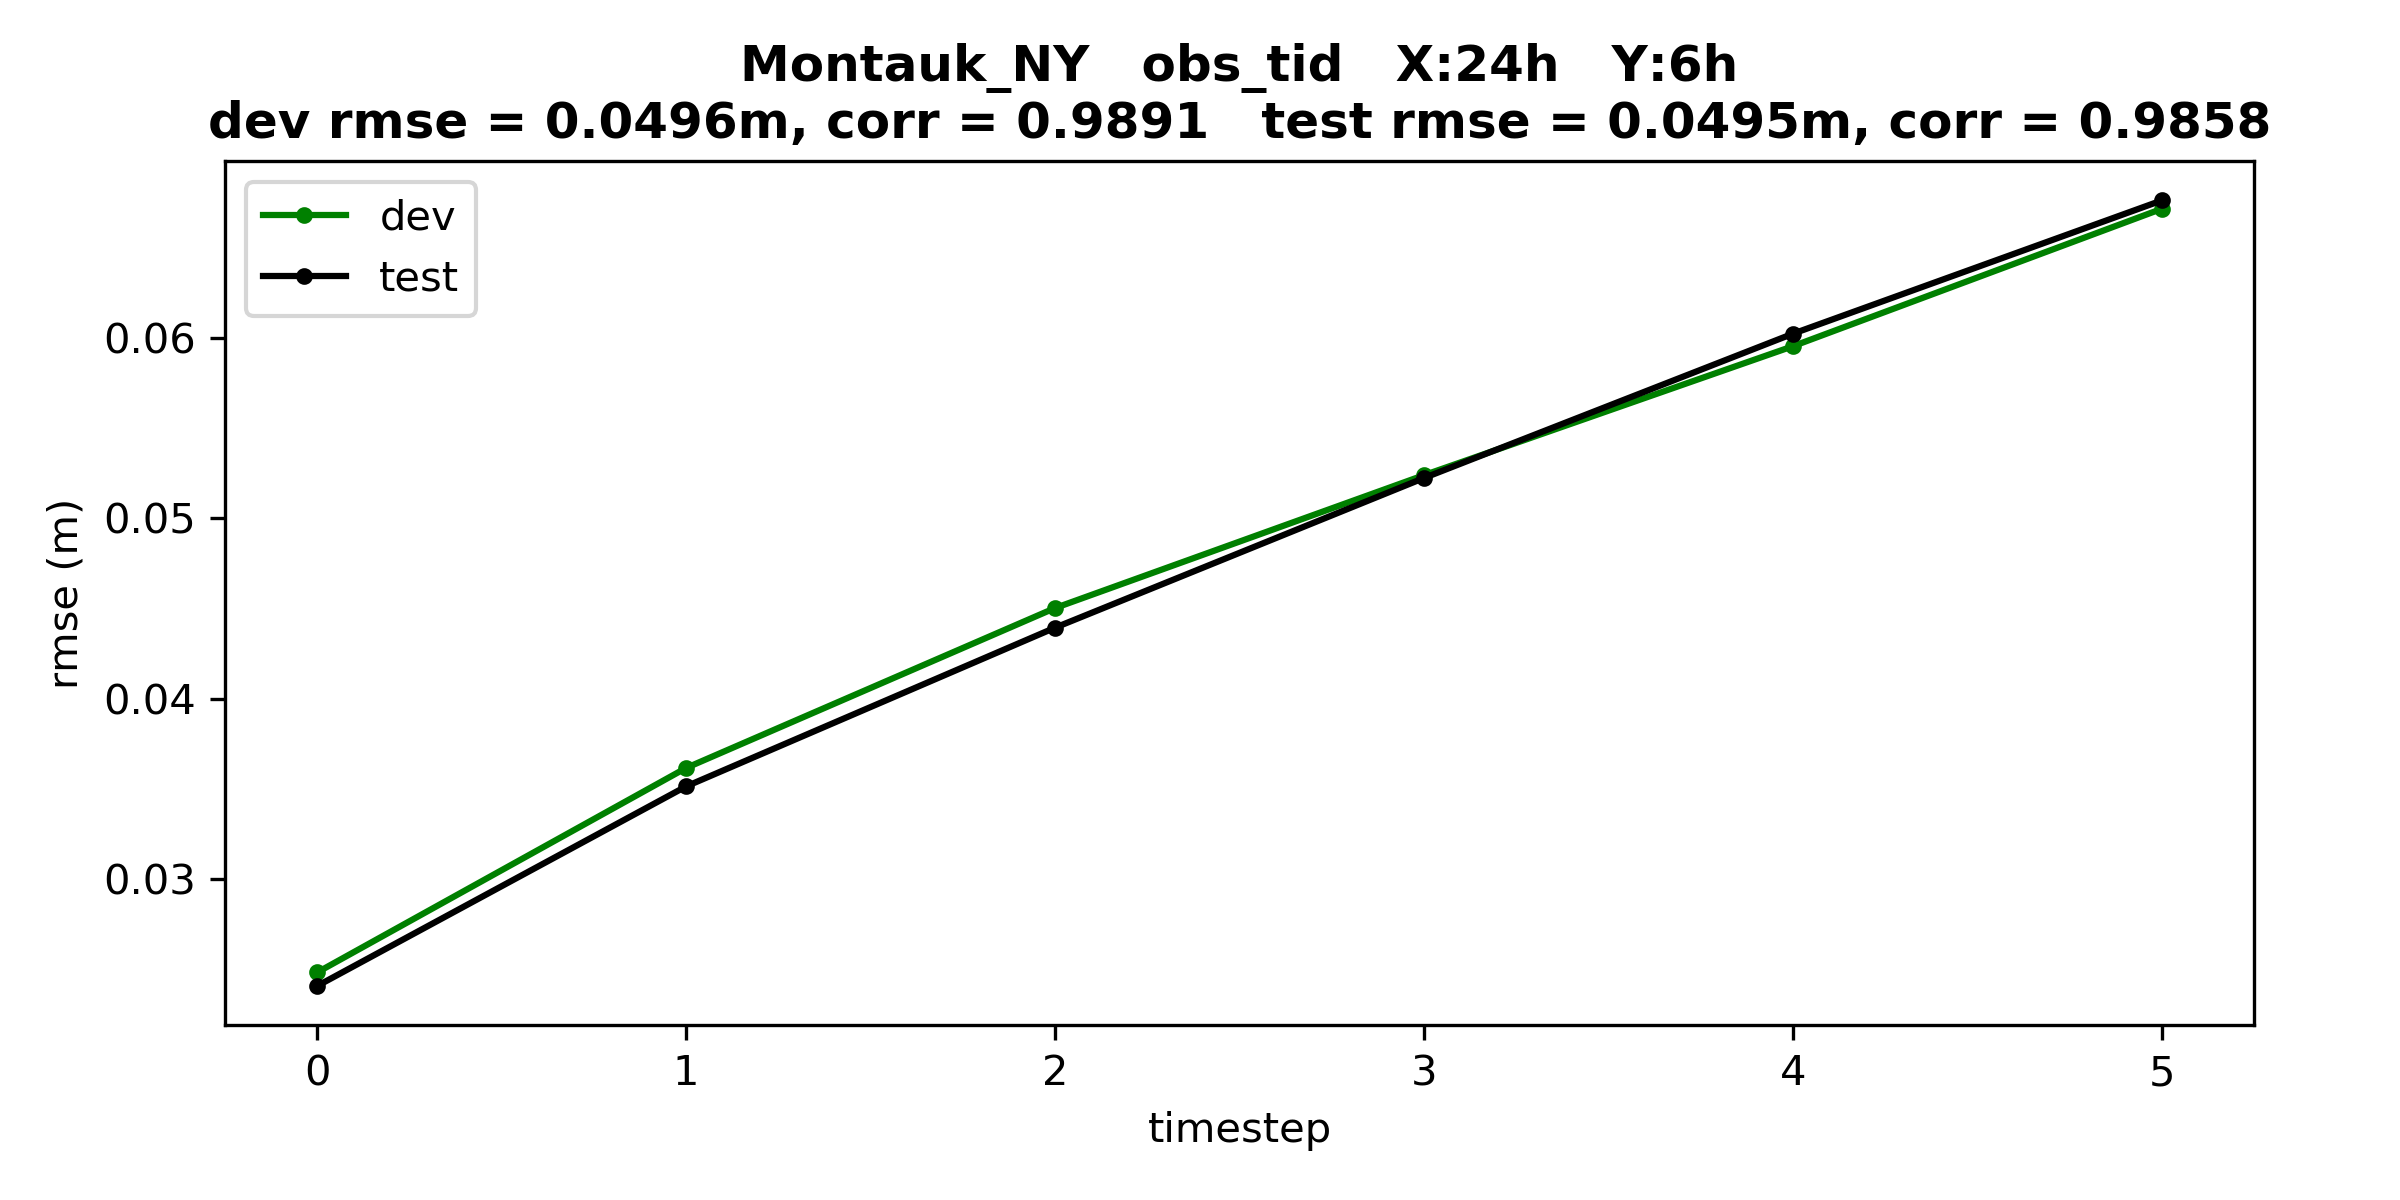 Montauk_NY   obs_tid   X:24h   Y:6h
dev rmse = 0.0496m, corr = 0.9891   test rmse = 0.0495m, corr = 0.9858
dev
test
0.06
0.05
0.04
0.03
rmse (m)
0 1 2 3 4 5
timestep